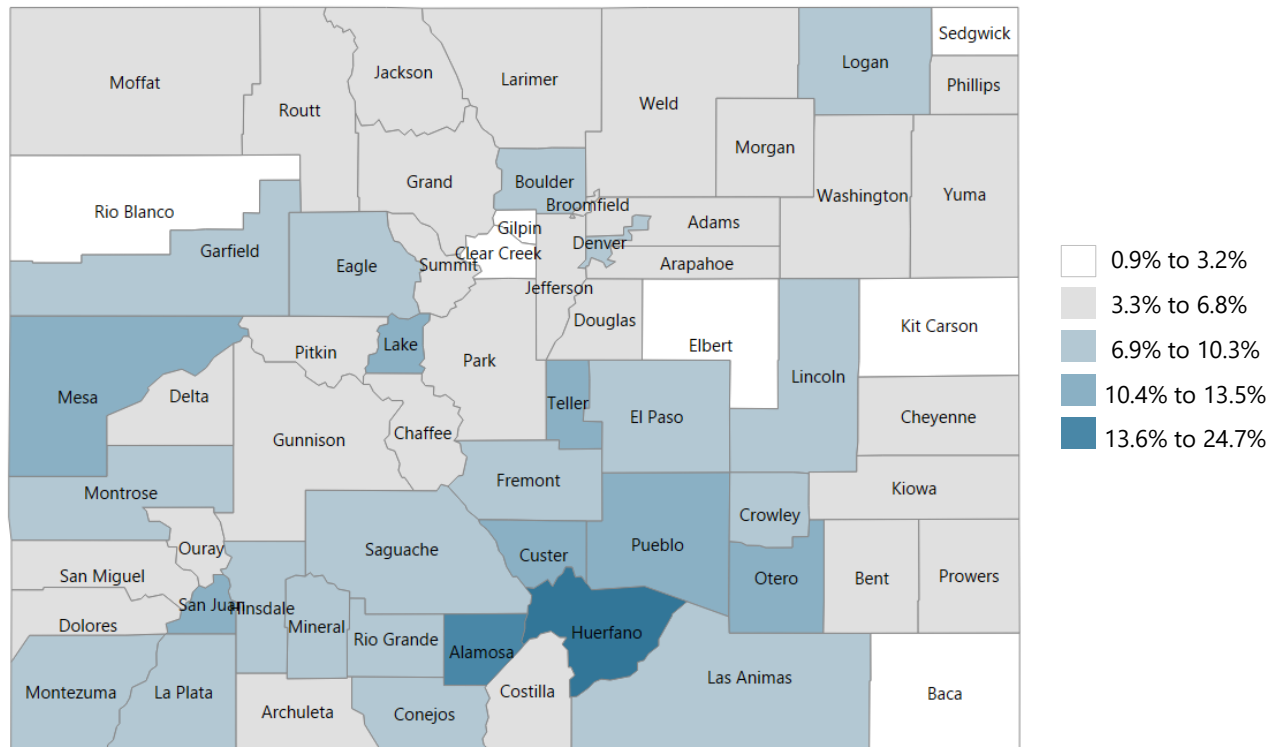 Sedgwick
Logan
Jackson
Larimer
Moffat
Phillips
Weld
Routt
Morgan
Grand
Boulder
Washington
Yuma
Broomfield
Rio Blanco
Gilpin
Adams
Denver
Garfield
Clear Creek
Eagle
Summit
Arapahoe
0.9% to 3.2%
Jefferson
3.3% to 6.8%
Douglas
Kit Carson
Lake
Elbert
Pitkin
6.9% to 10.3%
Park
Lincoln
Mesa
Delta
10.4% to 13.5%
Teller
El Paso
Cheyenne
Chaffee
Gunnison
13.6% to 24.7%
Fremont
Kiowa
Montrose
Crowley
Ouray
Saguache
Pueblo
Custer
San Miguel
Otero
Bent
Prowers
San Juan
Hinsdale
Dolores
Mineral
Huerfano
Rio Grande
Alamosa
Las Animas
Montezuma
La Plata
Costilla
Baca
Archuleta
Conejos